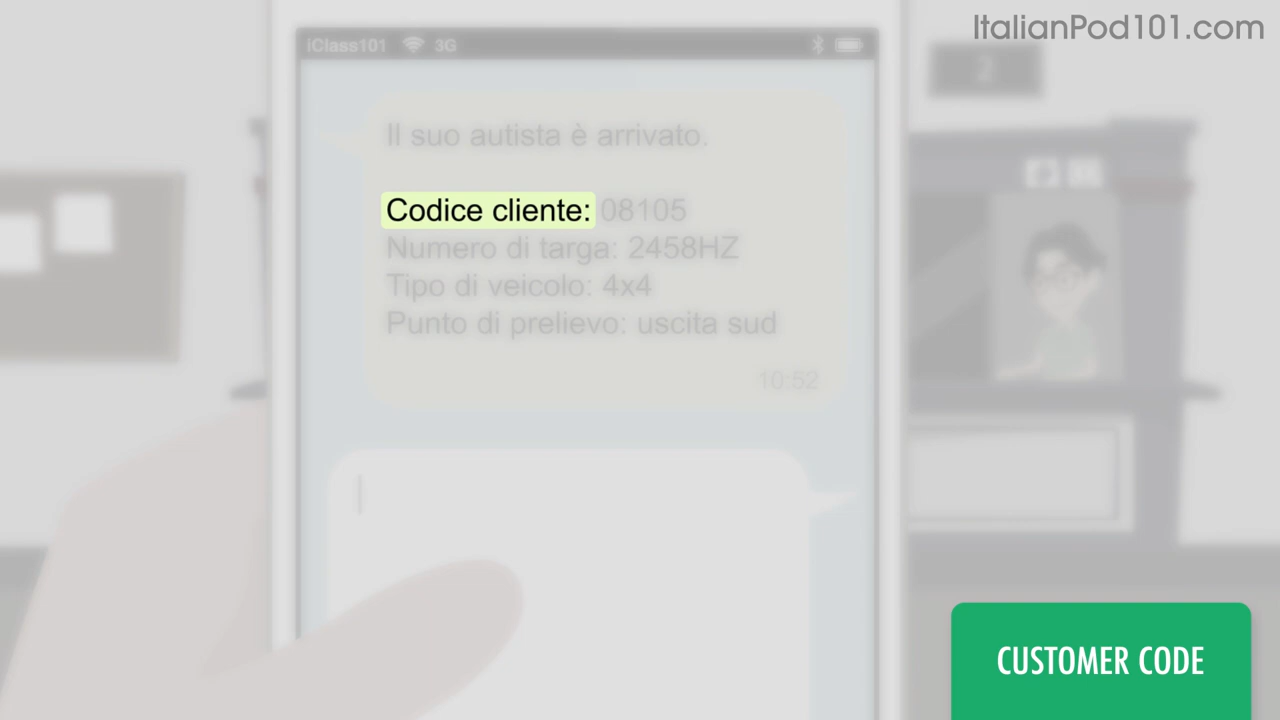 ItalianPod101.com
iClass101 3G
2
Il suo autista è arrivato.
Codice cliente: 08105
Numero di targa: 2458HZ
Tipo di veicolo: 4x4
Punto di prelievo: uscita sud
10:52
CUSTOMER CODE